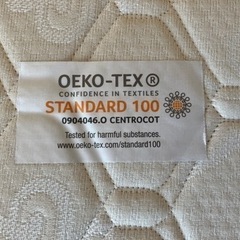 OEKO-TEX®
CONFIDENCE IN TEXTILES
STANDARD 100
0904046.O CENTROCOT
Tested for harmful substances.
www.oeko-tex.com/standard100